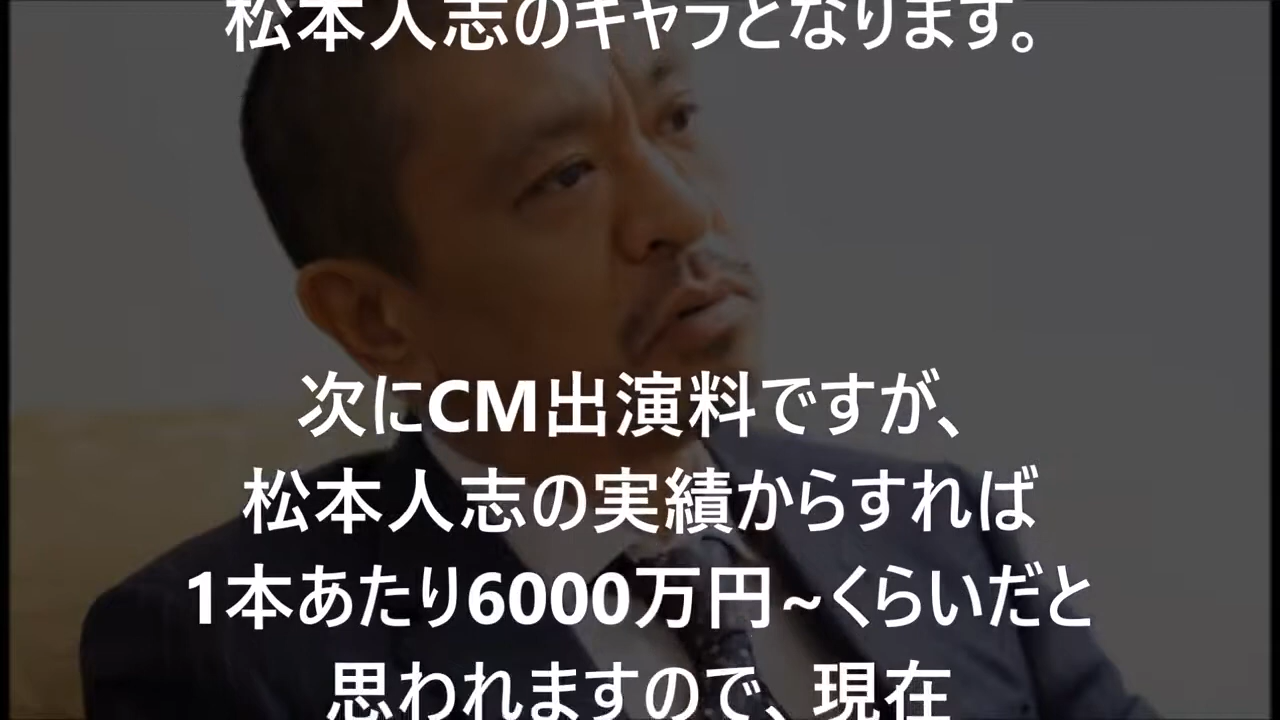 松本人志のギャラとなります。
次にCM出演料ですが、
松本人志の実績からすれば
1本あたり6000万円~くらいだと
思われますので、現在